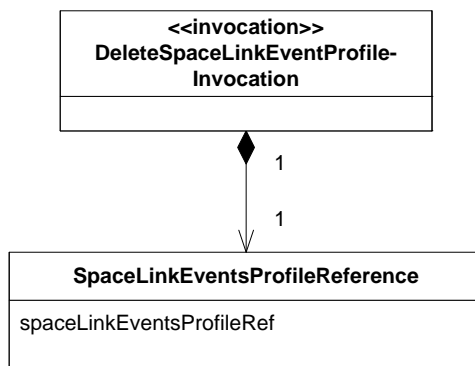 <<invocation>>
DeleteSpaceLinkEventProfile-
Invocation
1
1
SpaceLinkEventsProfileReference
spaceLinkEventsProfileRef